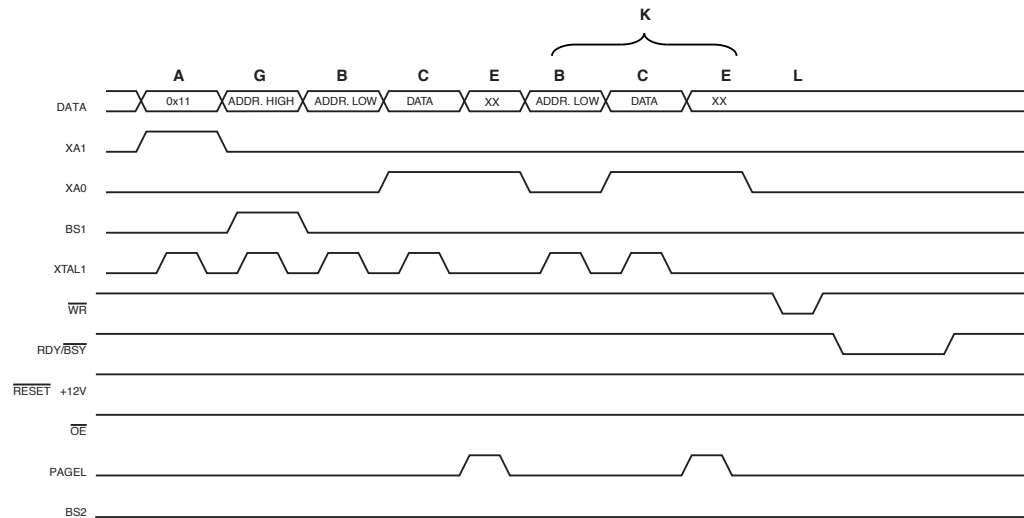 K
A G B C E B C E L
DATA 0x11 ADDR. HIGH ADDR. LOW DATA XX ADDR. LOW DATA XX
XA1
XA0
BS1
XTAL1
WR
RDY/BSY
RESET +12V
OE
PAGEL
BS2